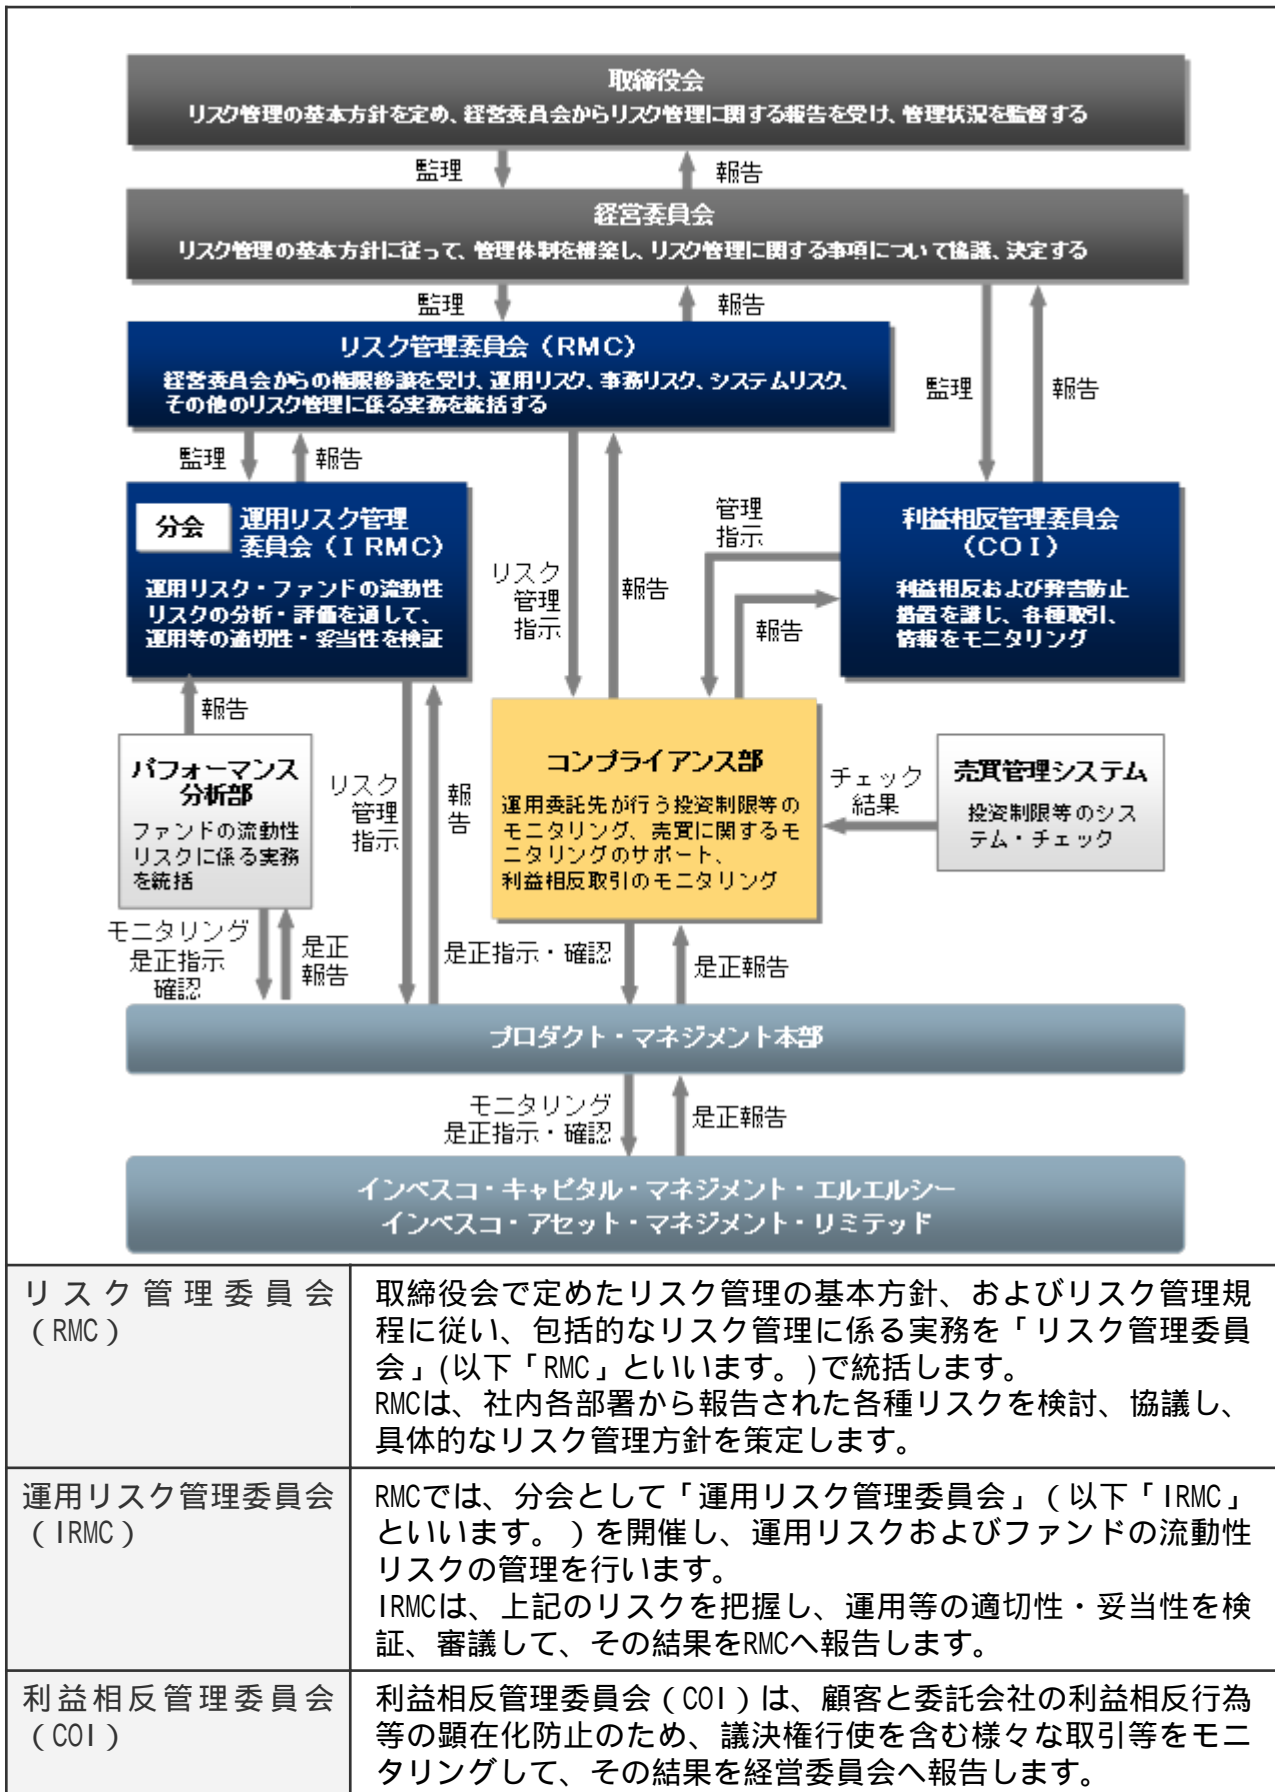 取締役会
リスク管理の基本方針を定め、経営委員会からリスク管理に関する報告を受け、管理状況を監督する
監理
報告
経営委員会
リスク管理の基本方針に従って、管理体制を構築し、リスク管理に関する事項について協議、決定する
監理
報告
リスク管理委員会（RMC）
経営委員会からの権限移譲を受け、運用リスク、事務リスク、システムリスク、
その他のリスク管理に係る実務を統括する
監理
報告
監理
報告
分会
運用リスク管理
委員会（IRMC）
運用リスク・ファンドの流動性
リスクの分析・評価を通して、
運用等の適切性・妥当性を検証
リスク
管理
指示
報告
管理
指示
報告
利益相反管理委員会
（COI）
利益相反および弊害防止
措置を講じ、各種取引、
情報をモニタリング
報告
パフォーマンス
分析部
ファンドの流動性
リスクに係る実務
を統括
リスク
管理
指示
報
告
コンプライアンス部
運用委託先が行う投資制限等の
モニタリング、売買に関するモ
ニタリングのサポート、
利益相反取引のモニタリング
チェック
結果
売買管理システム
投資制限等のシス
テム・チェック
モニタリング
是正指示
確認
是正
報告
是正指示・確認
是正報告
プロダクト・マネジメント本部
モニタリング
是正指示・確認
是正報告
インベスコ・キャピタル・マネジメント・エルエルシー
インベスコ・アセット・マネジメント・リミテッド
リスク管理委員会
（RMC）
取締役会で定めたリスク管理の基本方針、およびリスク管理規
程に従い、包括的なリスク管理に係る実務を「リスク管理委員
会」(以下「RMC」といいます。)で統括します。
RMCは、社内各部署から報告された各種リスクを検討、協議し、
具体的なリスク管理方針を策定します。
運用リスク管理委員会
（IRMC）
RMCでは、分会として「運用リスク管理委員会」（以下「IRMC」
といいます。）を開催し、運用リスクおよびファンドの流動性
リスクの管理を行います。
IRMCは、上記のリスクを把握し、運用等の適切性・妥当性を検
証、審議して、その結果をRMCへ報告します。
利益相反管理委員会
（COI）
利益相反管理委員会（COI）は、顧客と委託会社の利益相反行為
等の顕在化防止のため、議決権行使を含む様々な取引等をモニ
タリングして、その結果を経営委員会へ報告します。